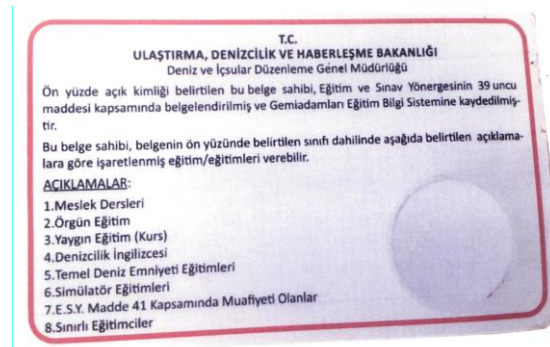 T.C.
ULAŞTIRMA, DENİZCİLİK VE HABERLEŞME BAKANLIĞI
Deniz ve İçsular Düzenleme Genel Müdürlüğü
Ön yüzde açık kimliği belirtilen bu belge sahibi, Eğitim ve Sınav Yönergesinin 39 uncu
maddesi kapsamında belgelendirilmiş ve Gemiadamları Eğitim Bilgi Sistemine kaydedilmiş-
tir.
Bu belge sahibi, belgenin ön yüzünde belirtilen sınıfı dahilinde aşağıda belirtilen açıklama-
lara göre işaretlenmiş eğitim/eğitimleri verebilir.
AÇIKLAMALAR:
1.Meslek Dersleri
2.Örgün Eğitim
3.Yaygın Eğitim (Kurs)
4.Denizcilik İngilizcesi
5.Temel Deniz Emniyeti Eğitimleri
6.Simülatör Eğitimleri
7.E.S.Y. Madde 41 Kapsamında Muafiyeti Olanlar
8.Sınırlı Eğitimciler